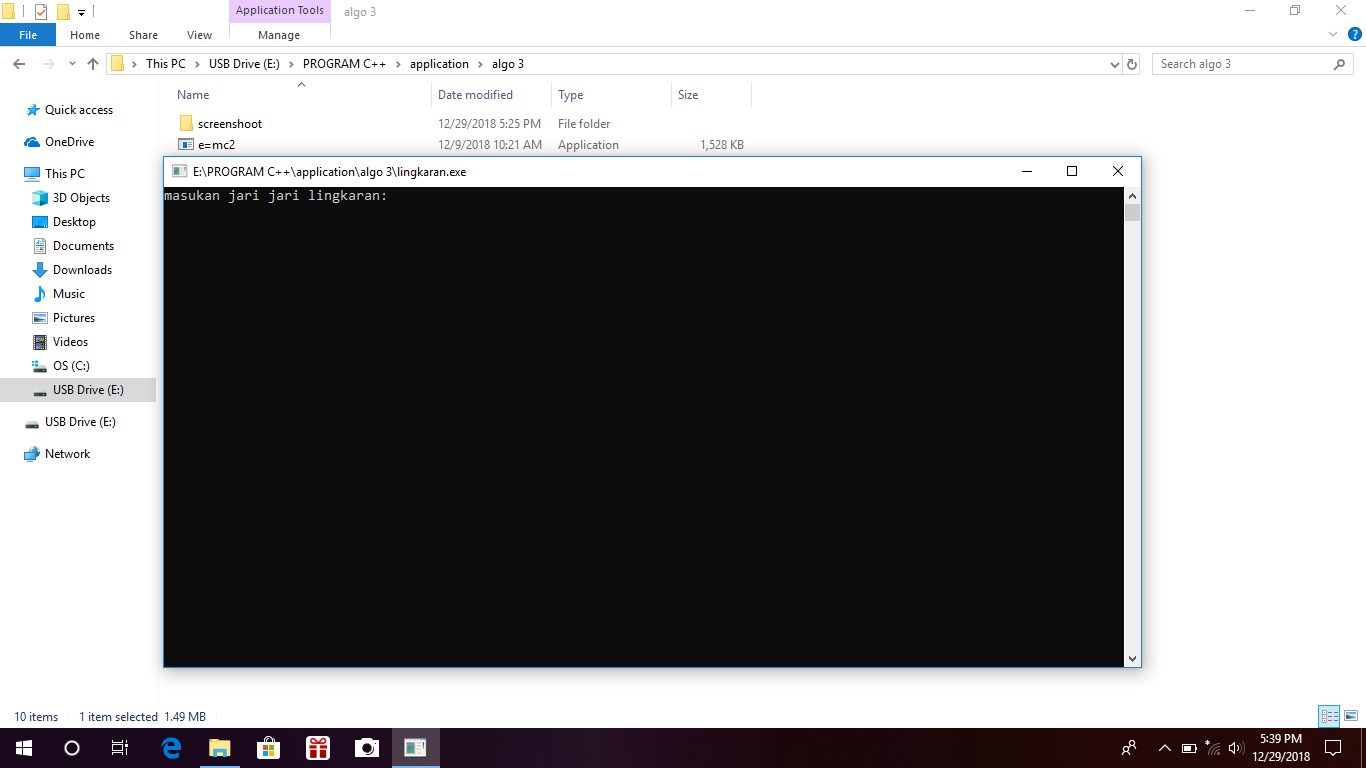 Application Tools
algo 3
File
Home
Share
View
Manage
This PC
USB Drive (E:)
PROGRAM C++
application
algo 3
Search algo 3
Name
Date modified
Type
Size
screenshoot
12/29/2018 5:25 PM
File folder
e=mc2
12/9/2018 10:21 AM
Application
1,528 KB
Quick access
OneDrive
This PC
3D Objects
Desktop
Documents
Downloads
Music
Pictures
Videos
OS (C:)
USB Drive (E:)
USB Drive (E:)
Network
E:\PROGRAM C++\application\algo 3\lingkaran.exe
masukan jari jari lingkaran:
10 items
1 item selected 1.49 MB
5:39 PM
12/29/2018